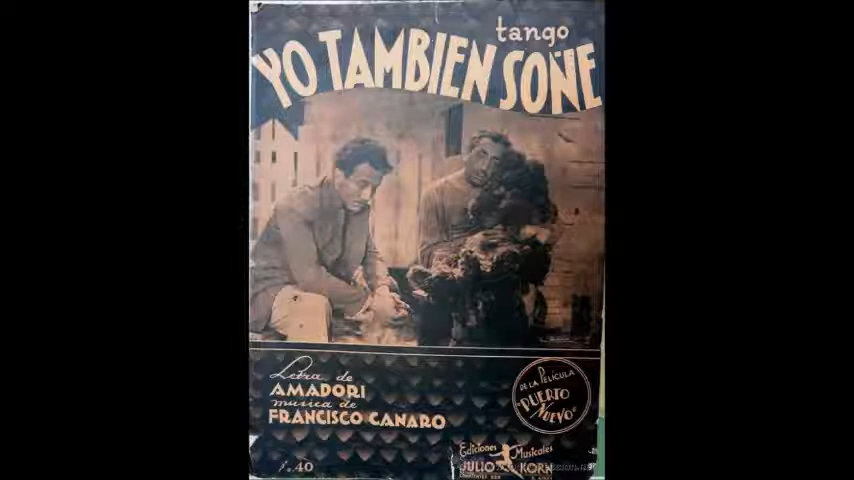 tango
YO TAMBIEN SOÑE
Letra de
AMADORI
musica de
FRANCISCO CANARO
DE LA PELÍCULA
"PUERTO
NUEVO"
Ediciones Musicales
JULIO KORN
.40